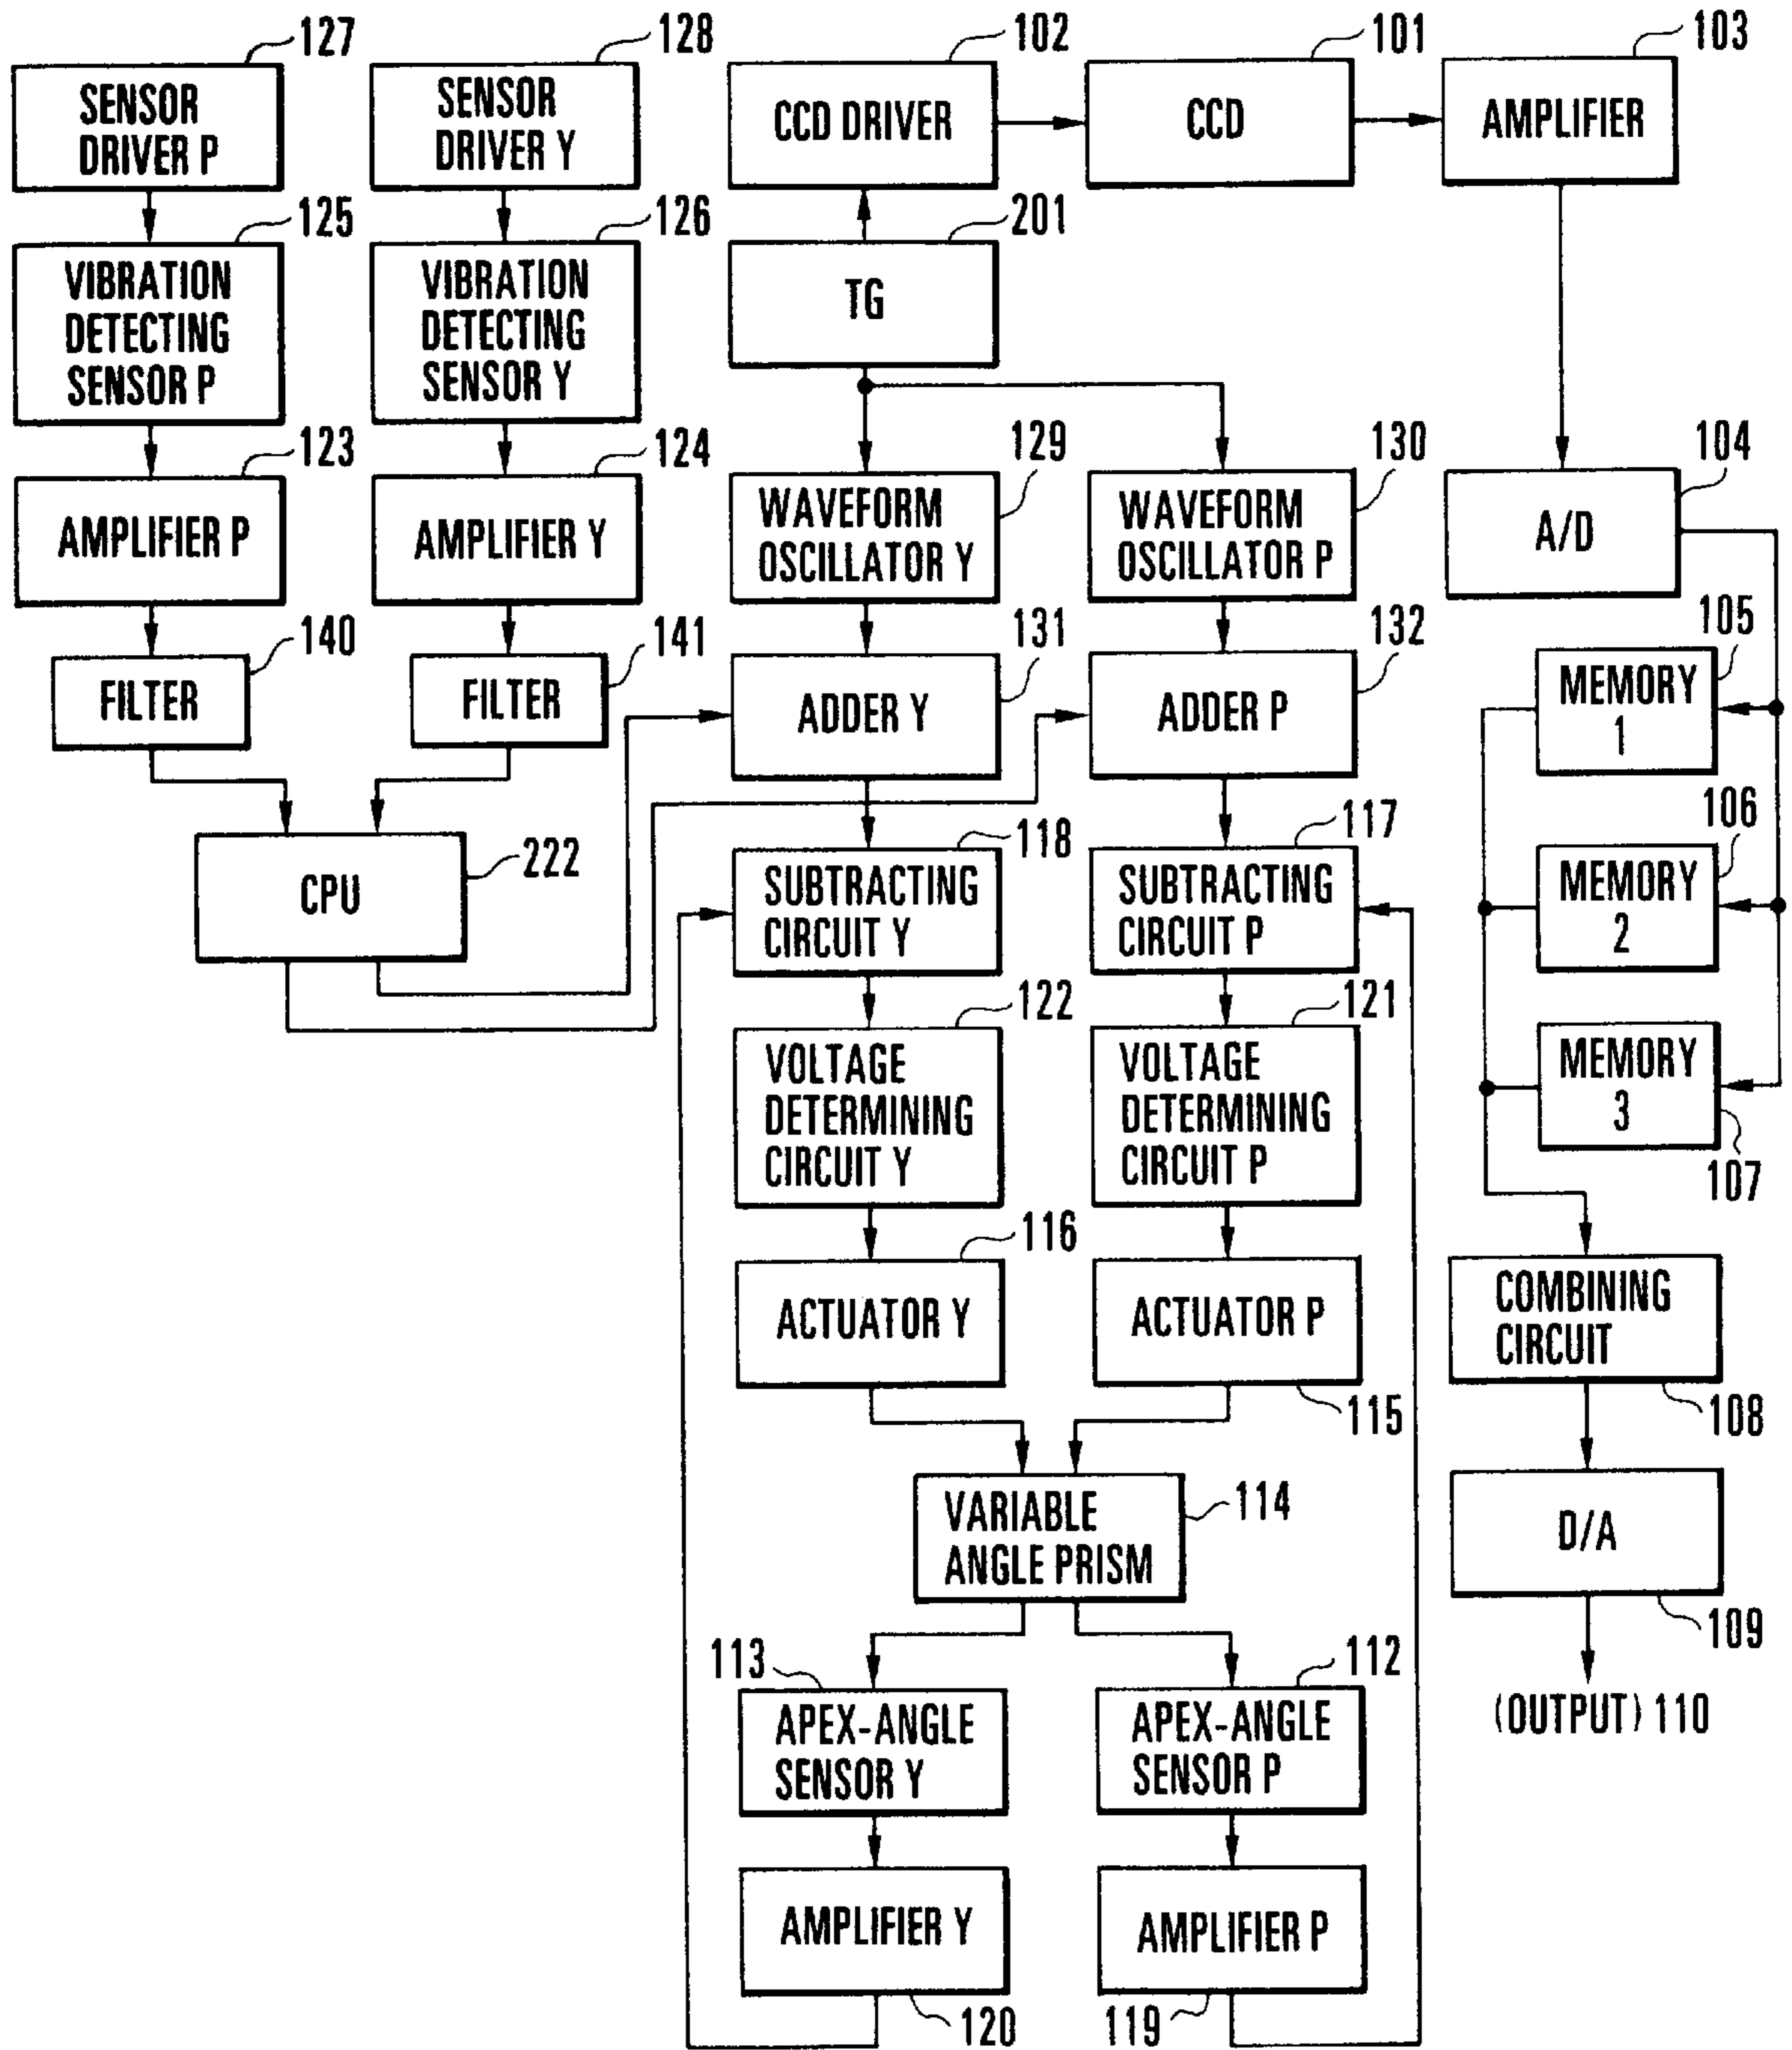 127
128
102
101
103
SENSOR
DRIVER P
SENSOR
DRIVER Y
CCD DRIVER
CCD
AMPLIFIER
125
126
201
VIBRATION
DETECTING
SENSOR P
VIBRATION
DETECTING
SENSOR Y
TG
123
124
129
130
104
AMPLIFIER P
AMPLIFIER Y
WAVEFORM
OSCILLATOR Y
WAVEFORM
OSCILLATOR P
A/D
140
141
131
132
105
FILTER
FILTER
ADDER Y
ADDER P
MEMORY
1
222
118
117
106
CPU
SUBTRACTING
CIRCUIT Y
SUBTRACTING
CIRCUIT P
MEMORY
2
122
121
VOLTAGE
DETERMINING
CIRCUIT Y
VOLTAGE
DETERMINING
CIRCUIT P
MEMORY
3
107
116
ACTUATOR Y
ACTUATOR P
115
COMBINING
CIRCUIT
108
VARIABLE
ANGLE PRISM
114
D/A
109
113
112
APEX-ANGLE
SENSOR Y
APEX-ANGLE
SENSOR P
(OUTPUT) 110
AMPLIFIER Y
AMPLIFIER P
120
119